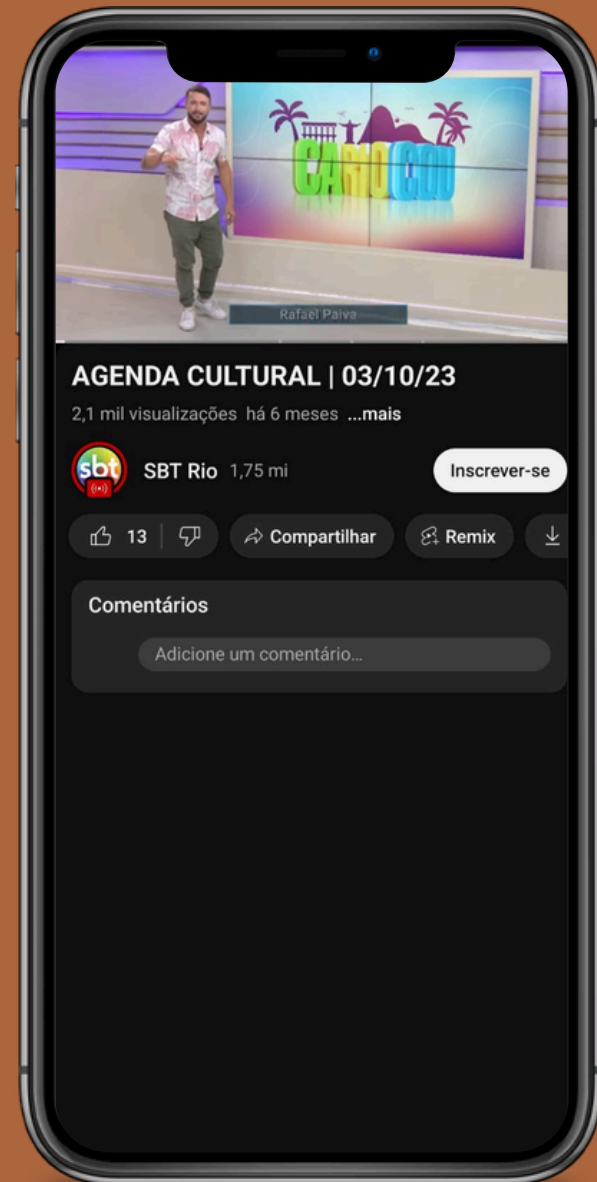 CARIOCOU
Rafael Paiva
AGENDA CULTURAL | 03/10/23
2,1 mil visualizações há 6 meses ...mais
sbt
SBT Rio 1,75 mi
Inscrever-se
13
Compartilhar
Remix
Comentários
Adicione um comentário...